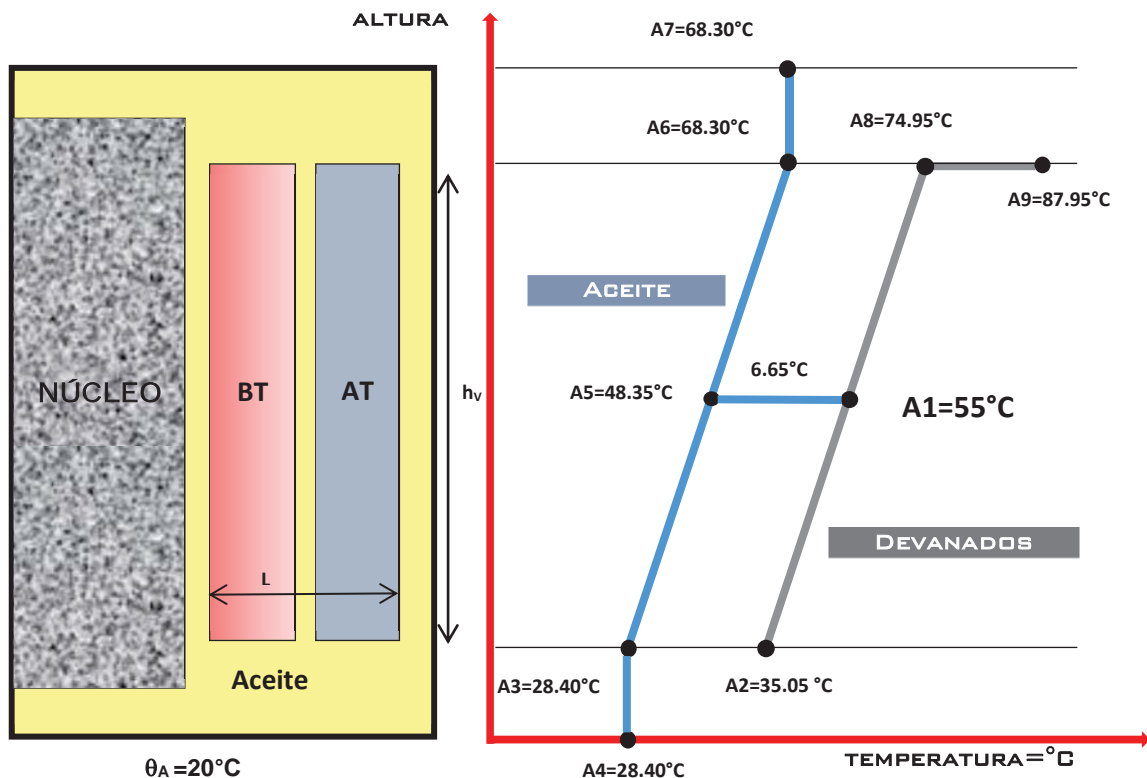 ALTURA
A7=68.30°C
A6=68.30°C
A8=74.95°C
A9=87.95°C
ACEITE
NÚCLEO
BT
AT
hV
A5=48.35°C
6.65°C
A1=55°C
DEVANADOS
L
Aceite
A3=28.40°C
A2=35.05 °C
θA =20°C
A4=28.40°C
TEMPERATURA=°C